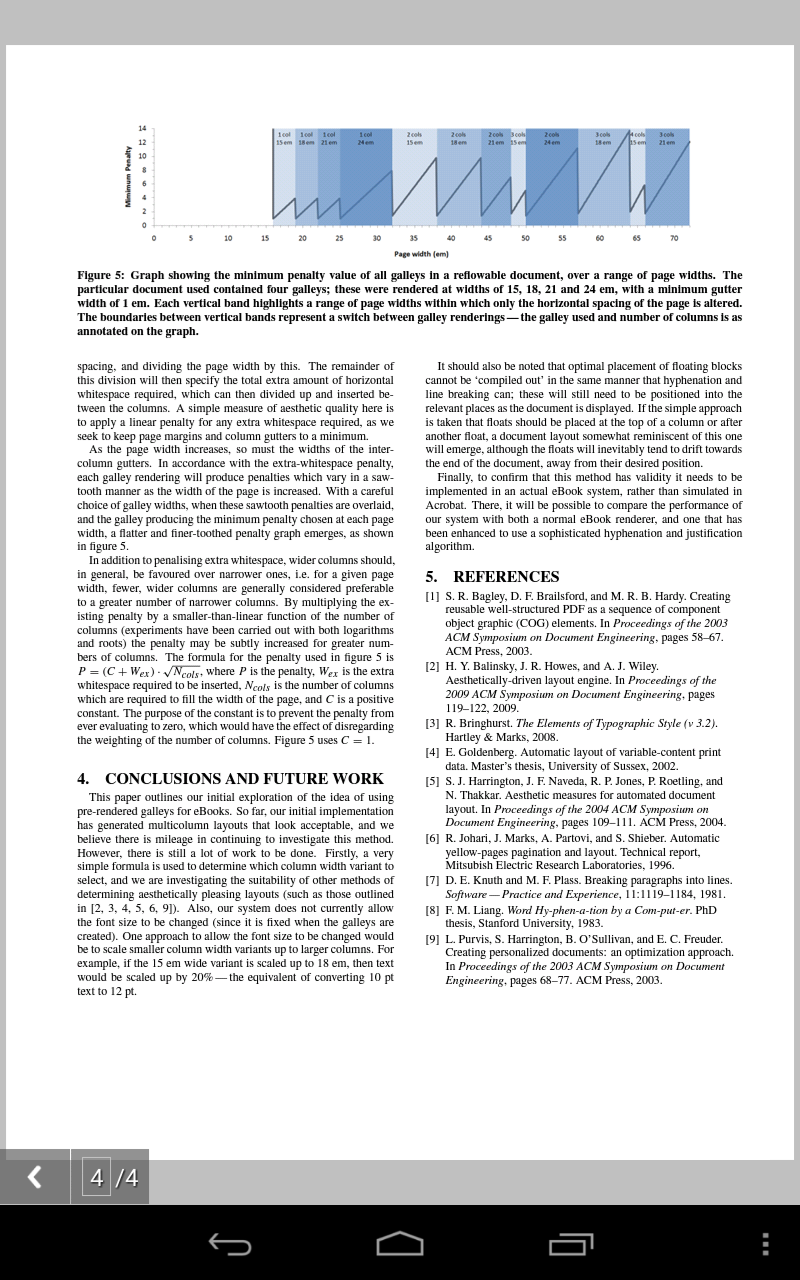 14
12
10
8
6
4
2
0
Minimum Penalty
1 col 1 col 1 col 1 col 2 cols 2 cols 2 cols 3 cols 2 cols 3 cols 4 cols 3 cols
15 em 18 em 21 em 24 em 15 em 18 em 21 em 15 em 24 em 18 em 15 em 21 em
0 5 10 15 20 25 30 35 40 45 50 55 60 65 70
Page width (em)
Figure 5: Graph showing the minimum penalty value of all galleys in a reflowable document, over a range of page widths. The
particular document used contained four galleys; these were rendered at widths of 15, 18, 21 and 24 em, with a minimum gutter
width of 1 em. Each vertical band highlights a range of page widths within which only the horizontal spacing of the page is altered.
The boundaries between vertical bands represent a switch between galley renderings — the galley used and number of columns is as
annotated on the graph.
spacing, and dividing the page width by this. The remainder of
this division will then specify the total extra amount of horizontal
whitespace required, which can then divided up and inserted be-
tween the columns. A simple measure of aesthetic quality here is
to apply a linear penalty for any extra whitespace required, as we
seek to keep page margins and column gutters to a minimum.
As the page width increases, so must the widths of the inter-
column gutters. In accordance with the extra-whitespace penalty,
each galley rendering will produce penalties which vary in a saw-
tooth manner as the width of the page is increased. With a careful
choice of galley widths, when these sawtooth penalties are overlaid,
and the galley producing the minimum penalty chosen at each page
width, a flatter and finer-toothed penalty graph emerges, as shown
in figure 5.
In addition to penalising extra whitespace, wider columns should,
in general, be favoured over narrower ones, i.e. for a given page
width, fewer, wider columns are generally considered preferable
to a greater number of narrower columns. By multiplying the ex-
isting penalty by a smaller-than-linear function of the number of
columns (experiments have been carried out with both logarithms
and roots) the penalty may be subtly increased for greater num-
bers of columns. The formula for the penalty used in figure 5 is
P = (C + Wex) · √Ncols, where P is the penalty, Wex is the extra
whitespace required to be inserted, Ncols is the number of columns
which are required to fill the width of the page, and C is a positive
constant. The purpose of the constant is to prevent the penalty from
ever evaluating to zero, which would have the effect of disregarding
the weighting of the number of columns. Figure 5 uses C = 1.
4. CONCLUSIONS AND FUTURE WORK
This paper outlines our initial exploration of the idea of using
pre-rendered galleys for eBooks. So far, our initial implementation
has generated multicolumn layouts that look acceptable, and we
believe there is mileage in continuing to investigate this method.
However, there is still a lot of work to be done. Firstly, a very
simple formula is used to determine which column width variant to
select, and we are investigating the suitability of other methods of
determining aesthetically pleasing layouts (such as those outlined
in [2, 3, 4, 5, 6, 9]). Also, our system does not currently allow
the font size to be changed (since it is fixed when the galleys are
created). One approach to allow the font size to be changed would
be to scale smaller column width variants up to larger columns. For
example, if the 15 em wide variant is scaled up to 18 em, then text
would be scaled up by 20% — the equivalent of converting 10 pt
text to 12 pt.
It should also be noted that optimal placement of floating blocks
cannot be ‘compiled out’ in the same manner that hyphenation and
line breaking can; these will still need to be positioned into the
relevant places as the document is displayed. If the simple approach
is taken that floats should be placed at the top of a column or after
another float, a document layout somewhat reminiscent of this one
will emerge, although the floats will inevitably tend to drift towards
the end of the document, away from their desired position.
Finally, to confirm that this method has validity it needs to be
implemented in an actual eBook system, rather than simulated in
Acrobat. There, it will be possible to compare the performance of
our system with both a normal eBook renderer, and one that has
been enhanced to use a sophisticated hyphenation and justification
algorithm.
5. REFERENCES
[1] S. R. Bagley, D. F. Brailsford, and M. R. B. Hardy. Creating
reusable well-structured PDF as a sequence of component
object graphic (COG) elements. In Proceedings of the 2003
ACM Symposium on Document Engineering, pages 58–67.
ACM Press, 2003.
[2] H. Y. Balinsky, J. R. Howes, and A. J. Wiley.
Aesthetically-driven layout engine. In Proceedings of the
2009 ACM Symposium on Document Engineering, pages
119–122, 2009.
[3] R. Bringhurst. The Elements of Typographic Style (v 3.2).
Hartley & Marks, 2008.
[4] E. Goldenberg. Automatic layout of variable-content print
data. Master’s thesis, University of Sussex, 2002.
[5] S. J. Harrington, J. F. Naveda, R. P. Jones, P. Roetling, and
N. Thakkar. Aesthetic measures for automated document
layout. In Proceedings of the 2004 ACM Symposium on
Document Engineering, pages 109–111. ACM Press, 2004.
[6] R. Johari, J. Marks, A. Partovi, and S. Shieber. Automatic
yellow-pages pagination and layout. Technical report,
Mitsubish Electric Research Laboratories, 1996.
[7] D. E. Knuth and M. F. Plass. Breaking paragraphs into lines.
Software — Practice and Experience, 11:1119–1184, 1981.
[8] F. M. Liang. Word Hy-phen-a-tion by a Com-put-er. PhD
thesis, Stanford University, 1983.
[9] L. Purvis, S. Harrington, B. O’Sullivan, and E. C. Freuder.
Creating personalized documents: an optimization approach.
In Proceedings of the 2003 ACM Symposium on Document
Engineering, pages 68–77. ACM Press, 2003.
4 /4